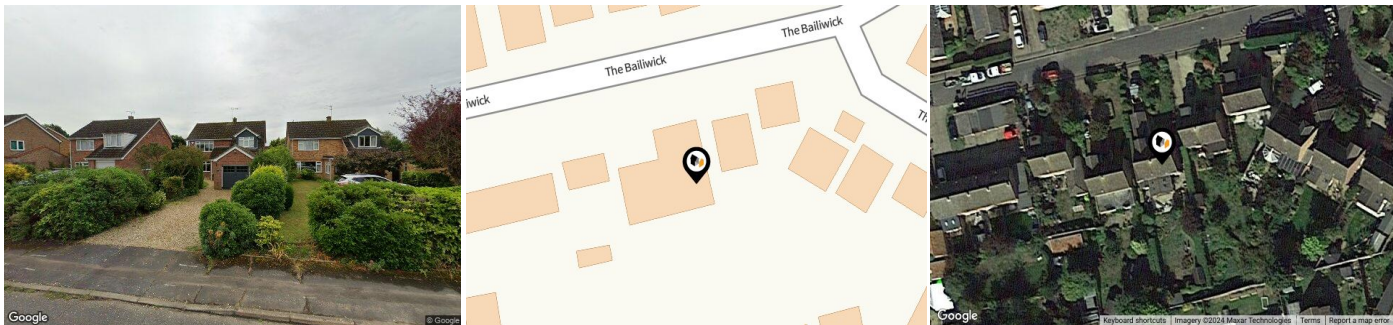 Google
© Google
The Bailiwick
The Bailiwick
iwick
Th
Google
Keyboard shortcuts
Imagery ©2024 Maxar Technologies
Terms
Report a map error